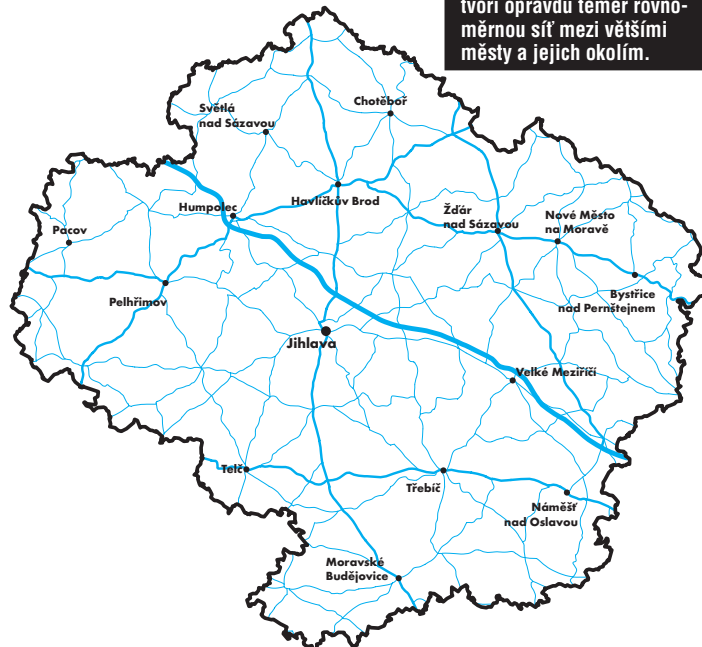 tvoří opravdu téměř rovno-
měrnou síť mezi většími
městy a jejich okolím.
Chotěboř
Světlá
nad Sázavou
Havlíčkův Brod
Humpolec
Žďár
nad Sázavou
Nové Město
na Moravě
Pacov
Pelhřimov
Bystřice
nad Pernštejnem
Jihlava
Velké Meziříčí
Telč
Třebíč
Náměšť
nad Oslavou
Moravské
Budějovice